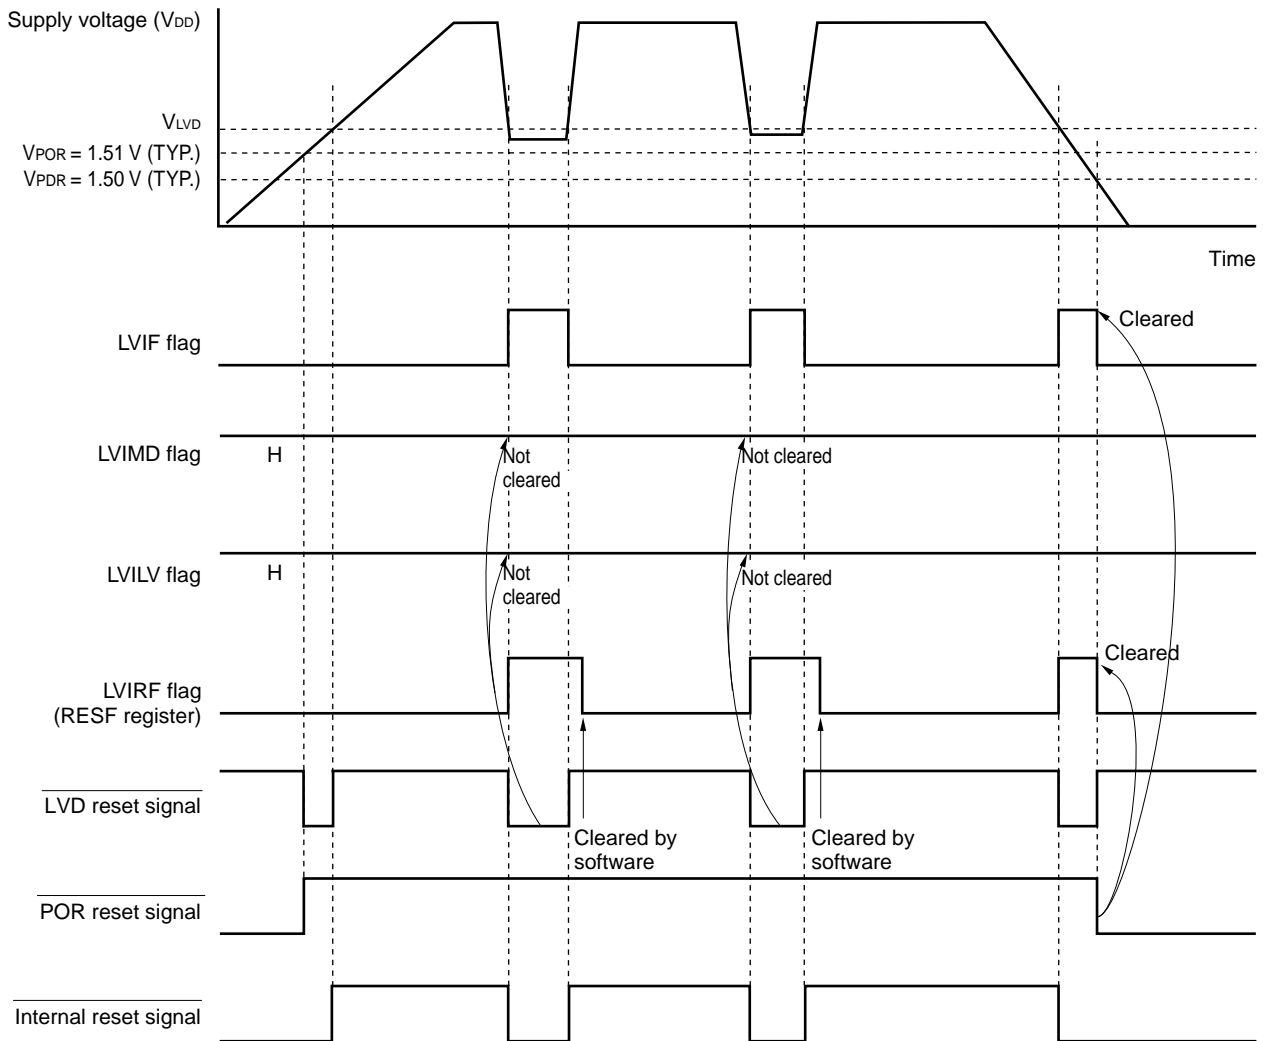 Supply voltage (VDD)
VLVD
VPOR = 1.51 V (TYP.)
VPDR = 1.50 V (TYP.)
Time
LVIF flag
Cleared
LVIMD flag
H
Not
cleared
Not cleared
LVILV flag
H
Not
cleared
Not cleared
LVIRF flag
(RESF register)
Cleared
LVD reset signal
Cleared by
software
Cleared by
software
POR reset signal
Internal reset signal